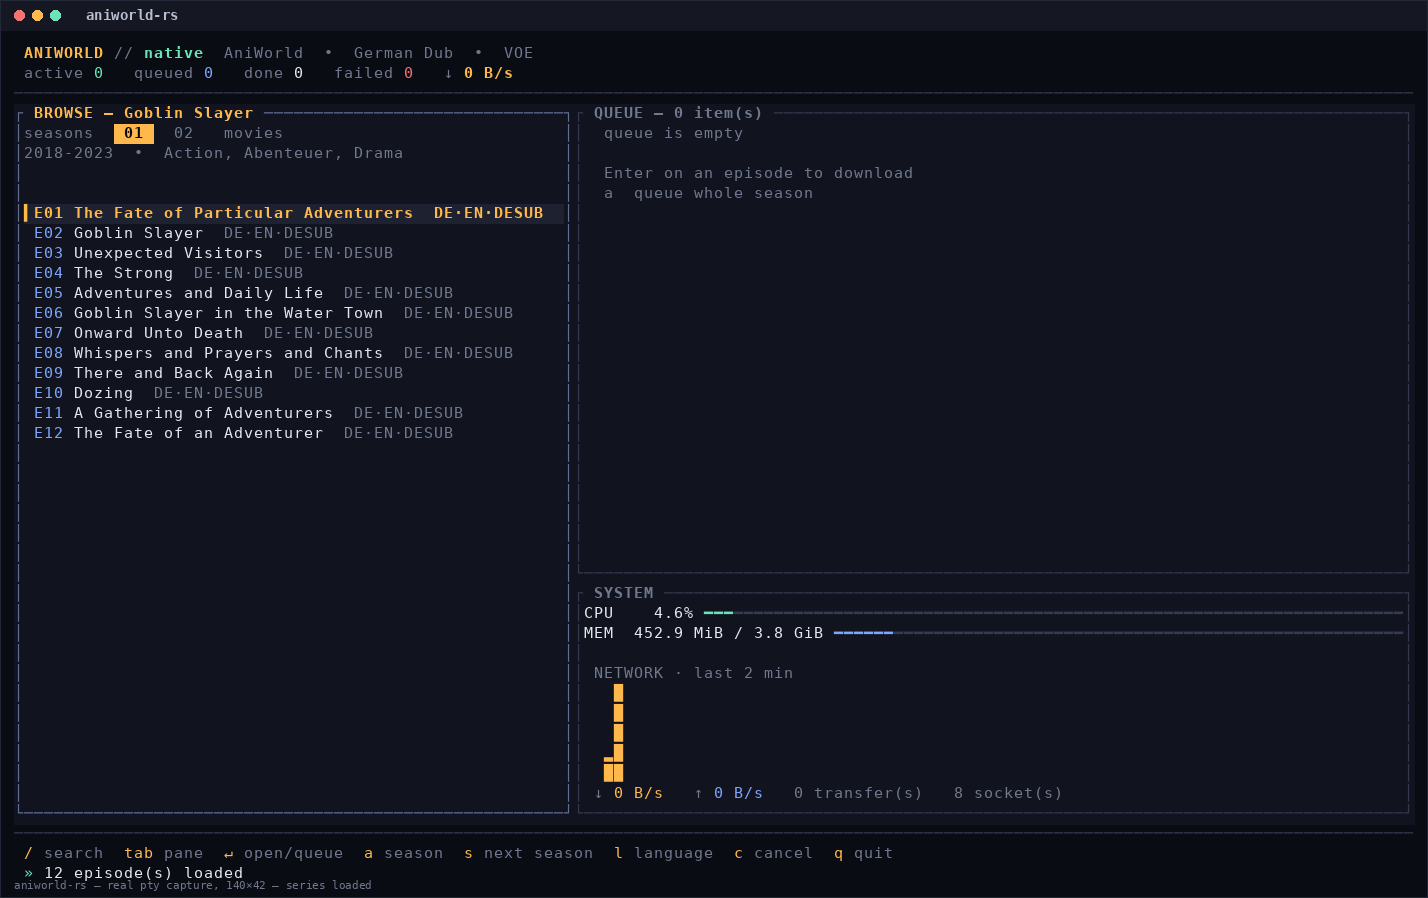 aniworld-rs
ANIWORLD // native AniWorld • German Dub • VOE
active 0 queued 0 done 0 failed 0 ↓ 0 B/s
BROWSE — Goblin Slayer
seasons 01 02 movies
2018-2023 • Action, Abenteuer, Drama
E01 The Fate of Particular Adventurers DE·EN·DESUB
E02 Goblin Slayer DE·EN·DESUB
E03 Unexpected Visitors DE·EN·DESUB
E04 The Strong DE·EN·DESUB
E05 Adventures and Daily Life DE·EN·DESUB
E06 Goblin Slayer in the Water Town DE·EN·DESUB
E07 Onward Unto Death DE·EN·DESUB
E08 Whispers and Prayers and Chants DE·EN·DESUB
E09 There and Back Again DE·EN·DESUB
E10 Dozing DE·EN·DESUB
E11 A Gathering of Adventurers DE·EN·DESUB
E12 The Fate of an Adventurer DE·EN·DESUB
QUEUE — 0 item(s)
queue is empty
Enter on an episode to download
a queue whole season
SYSTEM
CPU 4.6%
MEM 452.9 MiB / 3.8 GiB
NETWORK · last 2 min
↓ 0 B/s ↑ 0 B/s 0 transfer(s) 8 socket(s)
/ search tab pane ↵ open/queue a season s next season l language c cancel q quit
» 12 episode(s) loaded
aniworld-rs — real pty capture, 140×42 — series loaded